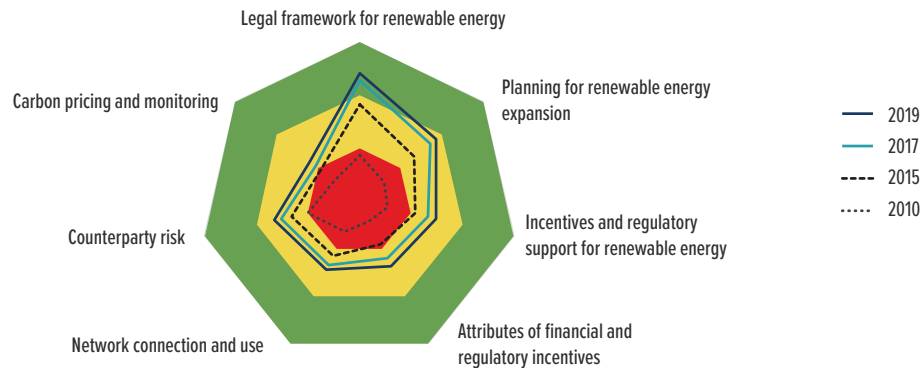 Legal framework for renewable energy
Carbon pricing and monitoring
Planning for renewable energy
expansion
2019
2017
2015
2010
Counterparty risk
Incentives and regulatory
support for renewable energy
Network connection and use
Attributes of financial and
regulatory incentives